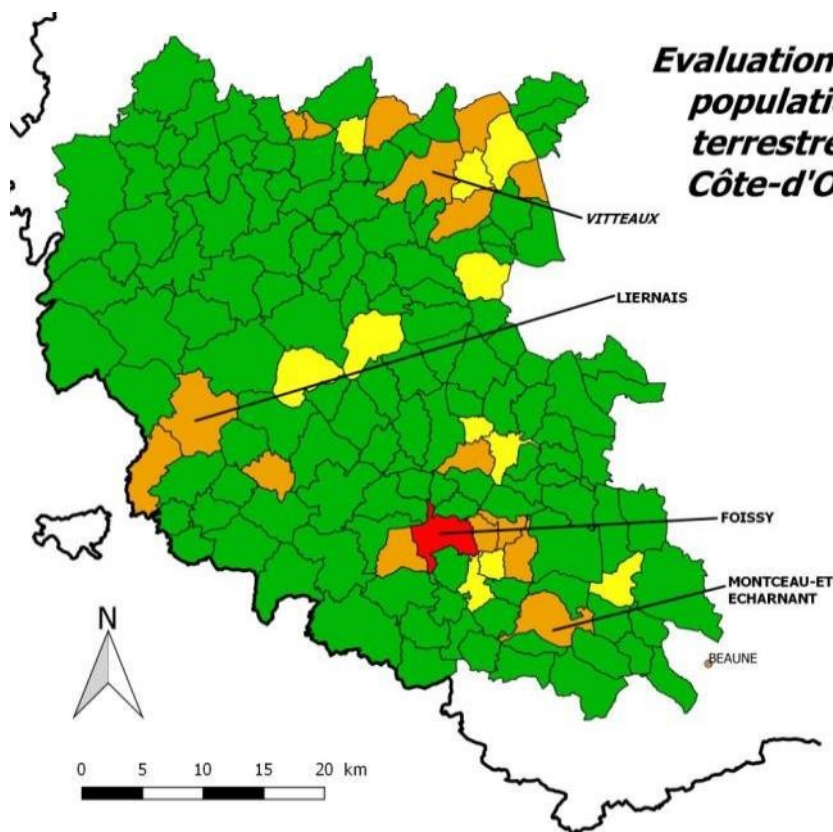 Evaluation
populati
terrestre
Côte-d'O
VITTEAUX
LIERNAIS
FOISSY
MONTCEAU-ET
ECHARNANT
BEAUNE
N
0 5 10 15 20 km